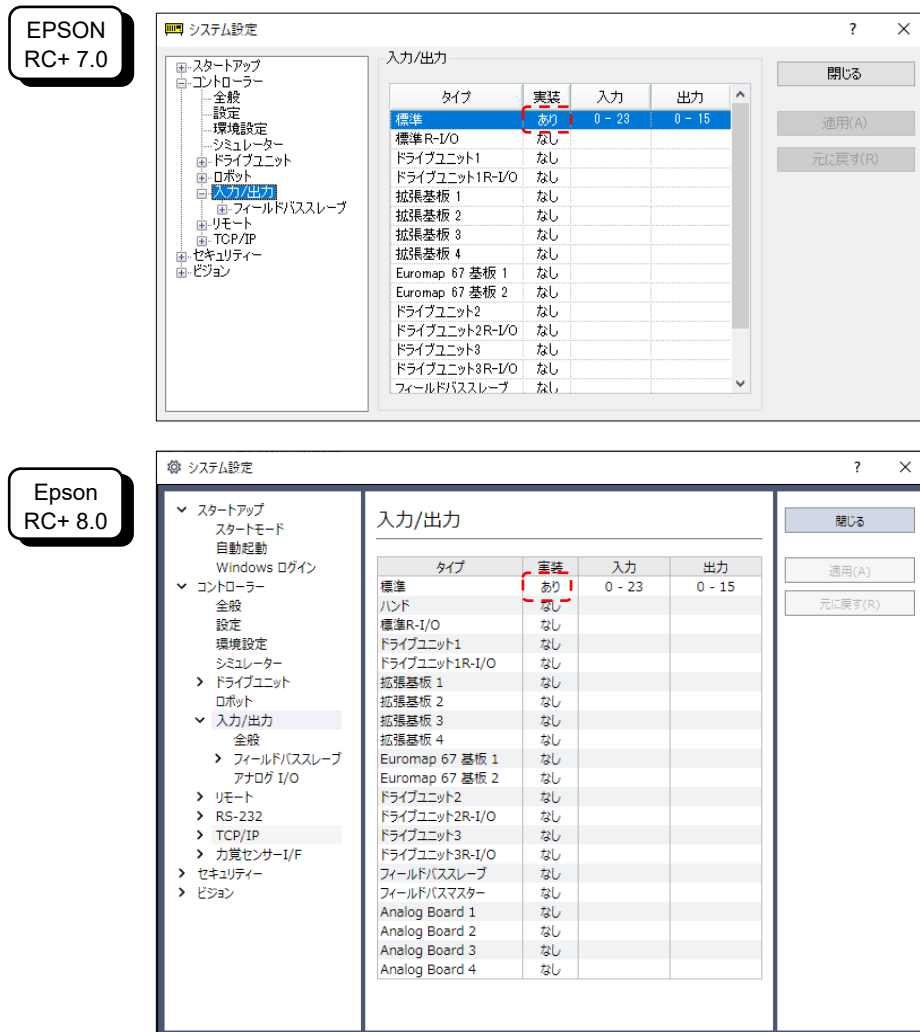 EPSON
RC+ 7.0
システム設定
?
×
スタートアップ
コントローラー
全般
設定
環境設定
シミュレーター
ドライブユニット
ロボット
入力/出力
フィールドバススレーブ
リモート
TCP/IP
セキュリティー
ビジョン
入力/出力
タイプ 実装 入力 出力
標準 あり 0 - 23 0 - 15
標準R-I/O なし
ドライブユニット1 なし
ドライブユニット1R-I/O なし
拡張基板 1 なし
拡張基板 2 なし
拡張基板 3 なし
拡張基板 4 なし
Euromap 67 基板 1 なし
Euromap 67 基板 2 なし
ドライブユニット2 なし
ドライブユニット2R-I/O なし
ドライブユニット3 なし
ドライブユニット3R-I/O なし
フィールドバススレーブ なし
閉じる
適用(A)
元に戻す(R)
Epson
RC+ 8.0
システム設定
?
×
スタートアップ
スタートモード
自動起動
Windows ログイン
コントローラー
全般
設定
環境設定
シミュレーター
ドライブユニット
ロボット
入力/出力
全般
フィールドバススレーブ
アナログ I/O
リモート
RS-232
TCP/IP
力覚センサーI/F
セキュリティー
ビジョン
入力/出力
タイプ 実装 入力 出力
標準 あり 0 - 23 0 - 15
ハンド なし
標準R-I/O なし
ドライブユニット1 なし
ドライブユニット1R-I/O なし
拡張基板 1 なし
拡張基板 2 なし
拡張基板 3 なし
拡張基板 4 なし
Euromap 67 基板 1 なし
Euromap 67 基板 2 なし
ドライブユニット2 なし
ドライブユニット2R-I/O なし
ドライブユニット3 なし
ドライブユニット3R-I/O なし
フィールドバススレーブ なし
フィールドバスマスター なし
Analog Board 1 なし
Analog Board 2 なし
Analog Board 3 なし
Analog Board 4 なし
閉じる
適用(A)
元に戻す(R)